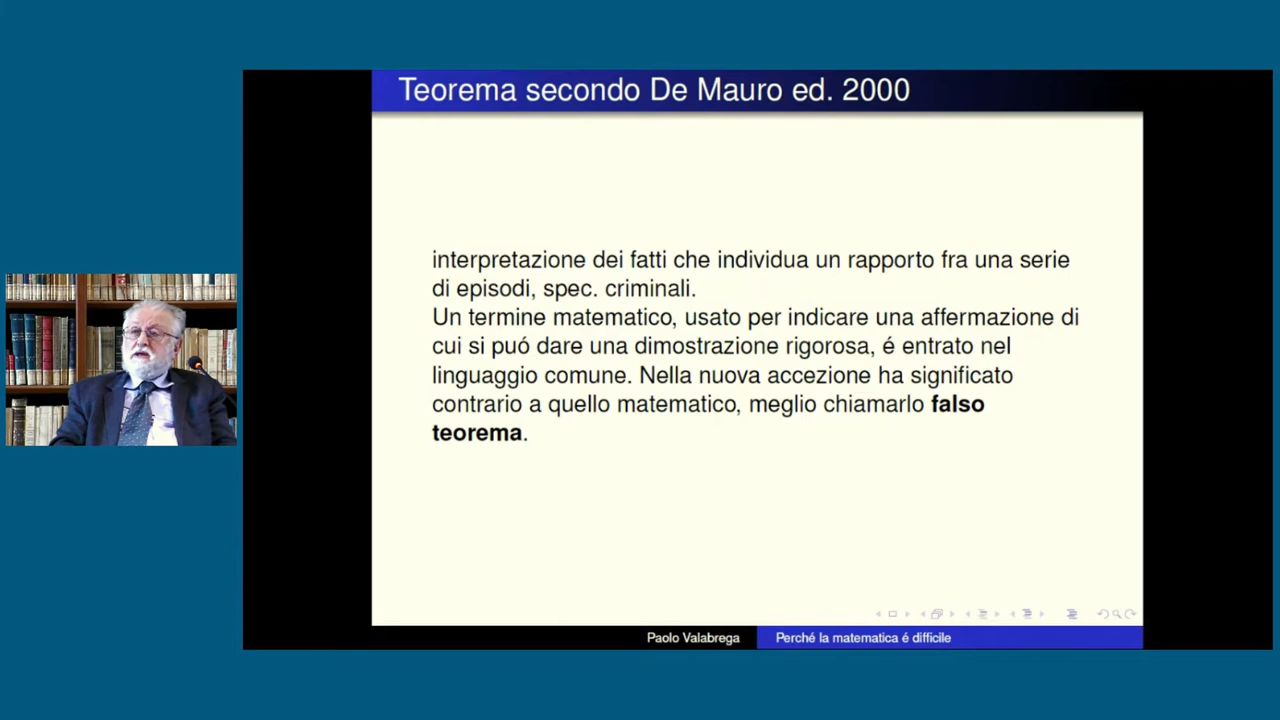 Teorema secondo De Mauro ed. 2000
interpretazione dei fatti che individua un rapporto fra una serie
di episodi, spec. criminali.
Un termine matematico, usato per indicare una affermazione di
cui si puó dare una dimostrazione rigorosa, é entrato nel
linguaggio comune. Nella nuova accezione ha significato
contrario a quello matematico, meglio chiamarlo falso
teorema.
Paolo Valabrega
Perché la matematica é difficile